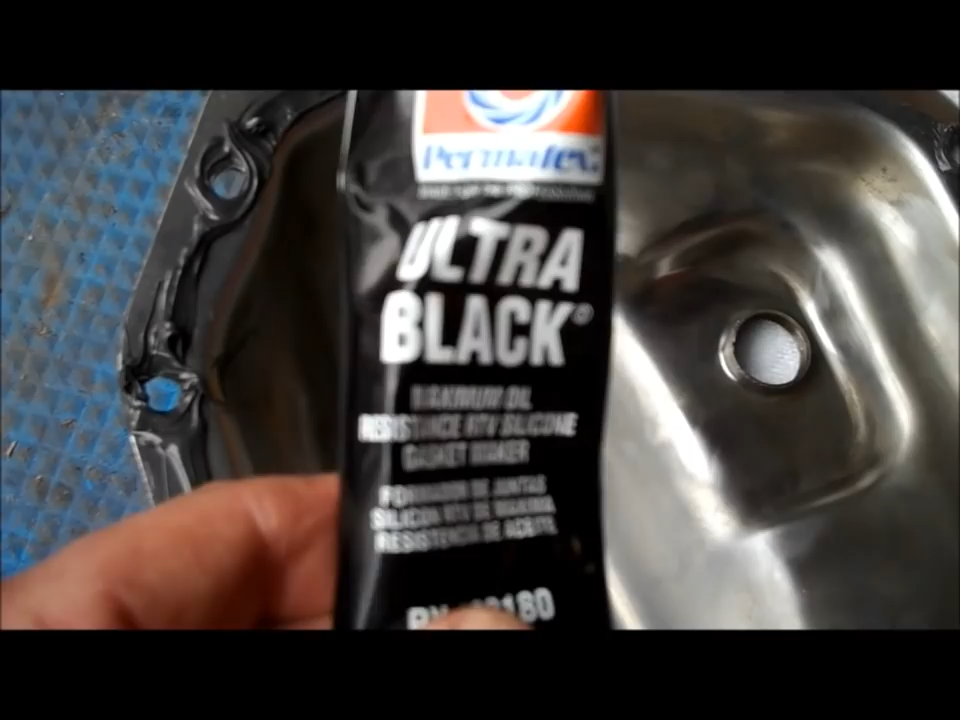 Permatex
ULTRA
BLACK®
MAXIMUM OIL
RESISTANCE RTV SILICONE
GASKET MAKER
FORMADOR DE JUNTAS
SILICON RTV DE MAXIMA
RESISTENCIA DE ACEITE
180